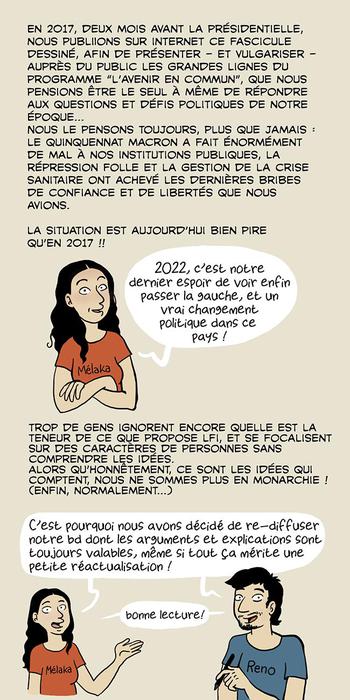 EN 2017, DEUX MOIS AVANT LA PRÉSIDENTIELLE,
NOUS PUBLIIONS SUR INTERNET CE FASCICULE
DESSINÉ, AFIN DE PRÉSENTER - ET VULGARISER -
AUPRÈS DU PUBLIC LES GRANDES LIGNES DU
PROGRAMME "L'AVENIR EN COMMUN", QUE NOUS
PENSIONS ÊTRE LE SEUL À MÊME DE RÉPONDRE
AUX QUESTIONS ET DÉFIS POLITIQUES DE NOTRE
ÉPOQUE...
NOUS LE PENSONS TOUJOURS, PLUS QUE JAMAIS :
LE QUINQUENNAT MACRON A FAIT ÉNORMÉMENT
DE MAL À NOS INSTITUTIONS PUBLIQUES, LA
RÉPRESSION FOLLE ET LA GESTION DE LA CRISE
SANITAIRE ONT ACHEVÉ LES DERNIÈRES BRIBES
DE CONFIANCE ET DE LIBERTÉS QUE NOUS
AVIONS.
LA SITUATION EST AUJOURD'HUI BIEN PIRE
QU'EN 2017 !!
2022, c'est notre
dernier espoir de voir enfin
passer la gauche, et un
vrai changement
politique dans ce
pays !
Mélaka
TROP DE GENS IGNORENT ENCORE QUELLE EST LA
TENEUR DE CE QUE PROPOSE LFI, ET SE FOCALISENT
SUR DES CARACTÈRES DE PERSONNES SANS
COMPRENDRE LES IDÉES.
ALORS QU'HONNÊTEMENT, CE SONT LES IDÉES QUI
COMPTENT, NOUS NE SOMMES PLUS EN MONARCHIE !
(ENFIN, NORMALEMENT...)
C'est pourquoi nous avons décidé de re-diffuser
notre bd dont les arguments et explications sont
toujours valables, même si tout ça mérite une
petite réactualisation !
bonne lecture!
Mélaka
Reno